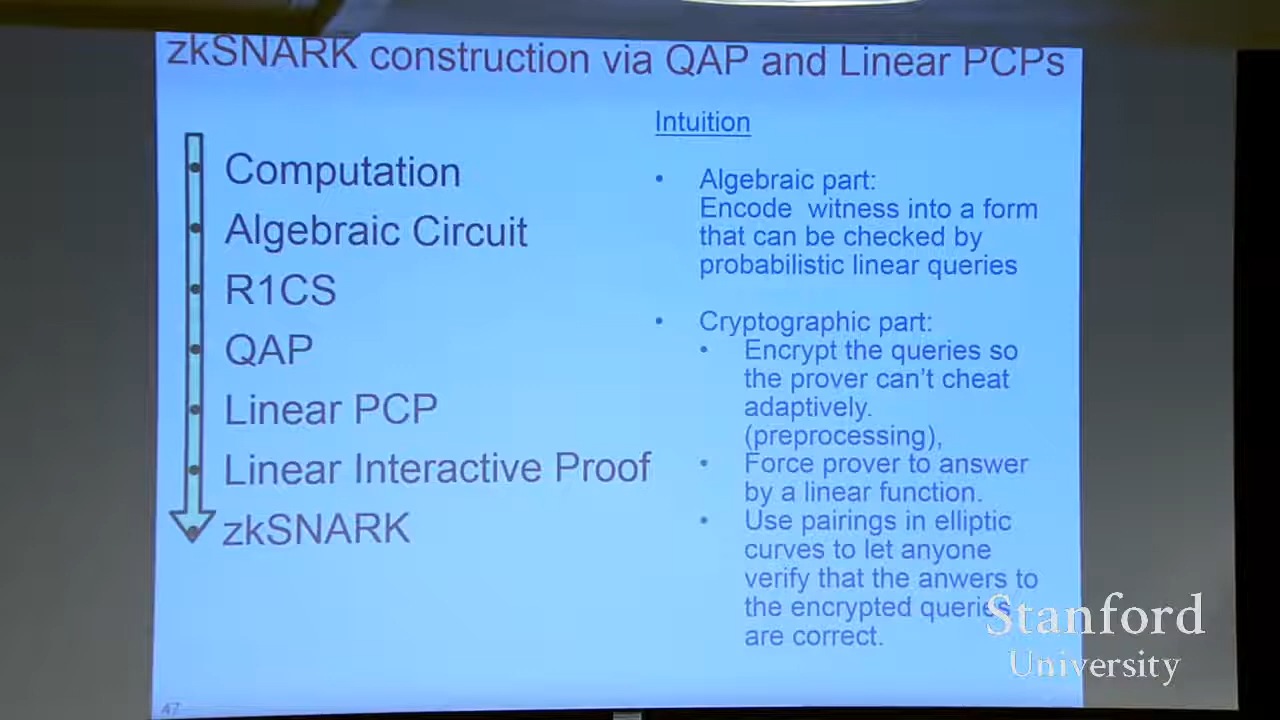 zkSNARK construction via QAP and Linear PCPs
Computation
Algebraic Circuit
R1CS
QAP
Linear PCP
Linear Interactive Proof
zkSNARK
Intuition
• Algebraic part:
Encode witness into a form
that can be checked by
probabilistic linear queries
• Cryptographic part:
• Encrypt the queries so
the prover can't cheat
adaptively.
(preprocessing),
• Force prover to answer
by a linear function.
• Use pairings in elliptic
curves to let anyone
verify that the anwers to
the encrypted queries
are correct.
47
Stanford
University